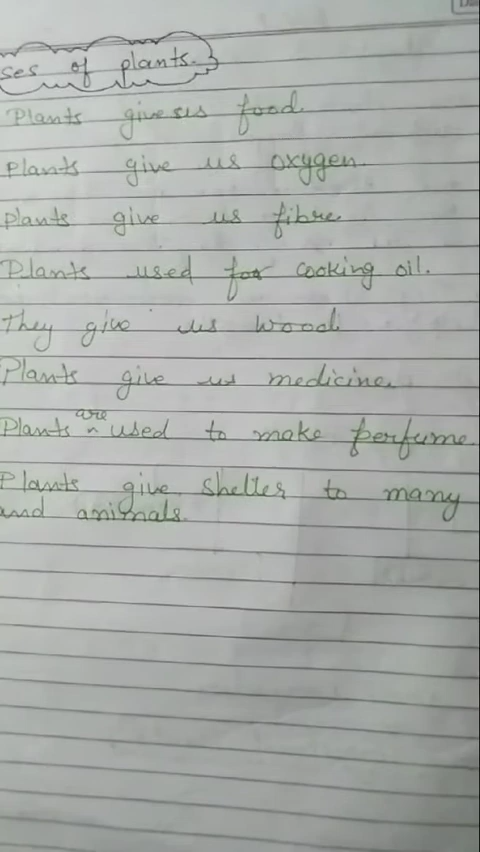 ses of plants.
Plants gives us food.
Plants give us oxygen.
plants give us fibre
Plants used for cooking oil.
They give us wood.
Plants give us medicine.
Plants are used to make perfume
Plants give shelter to many
and animals.